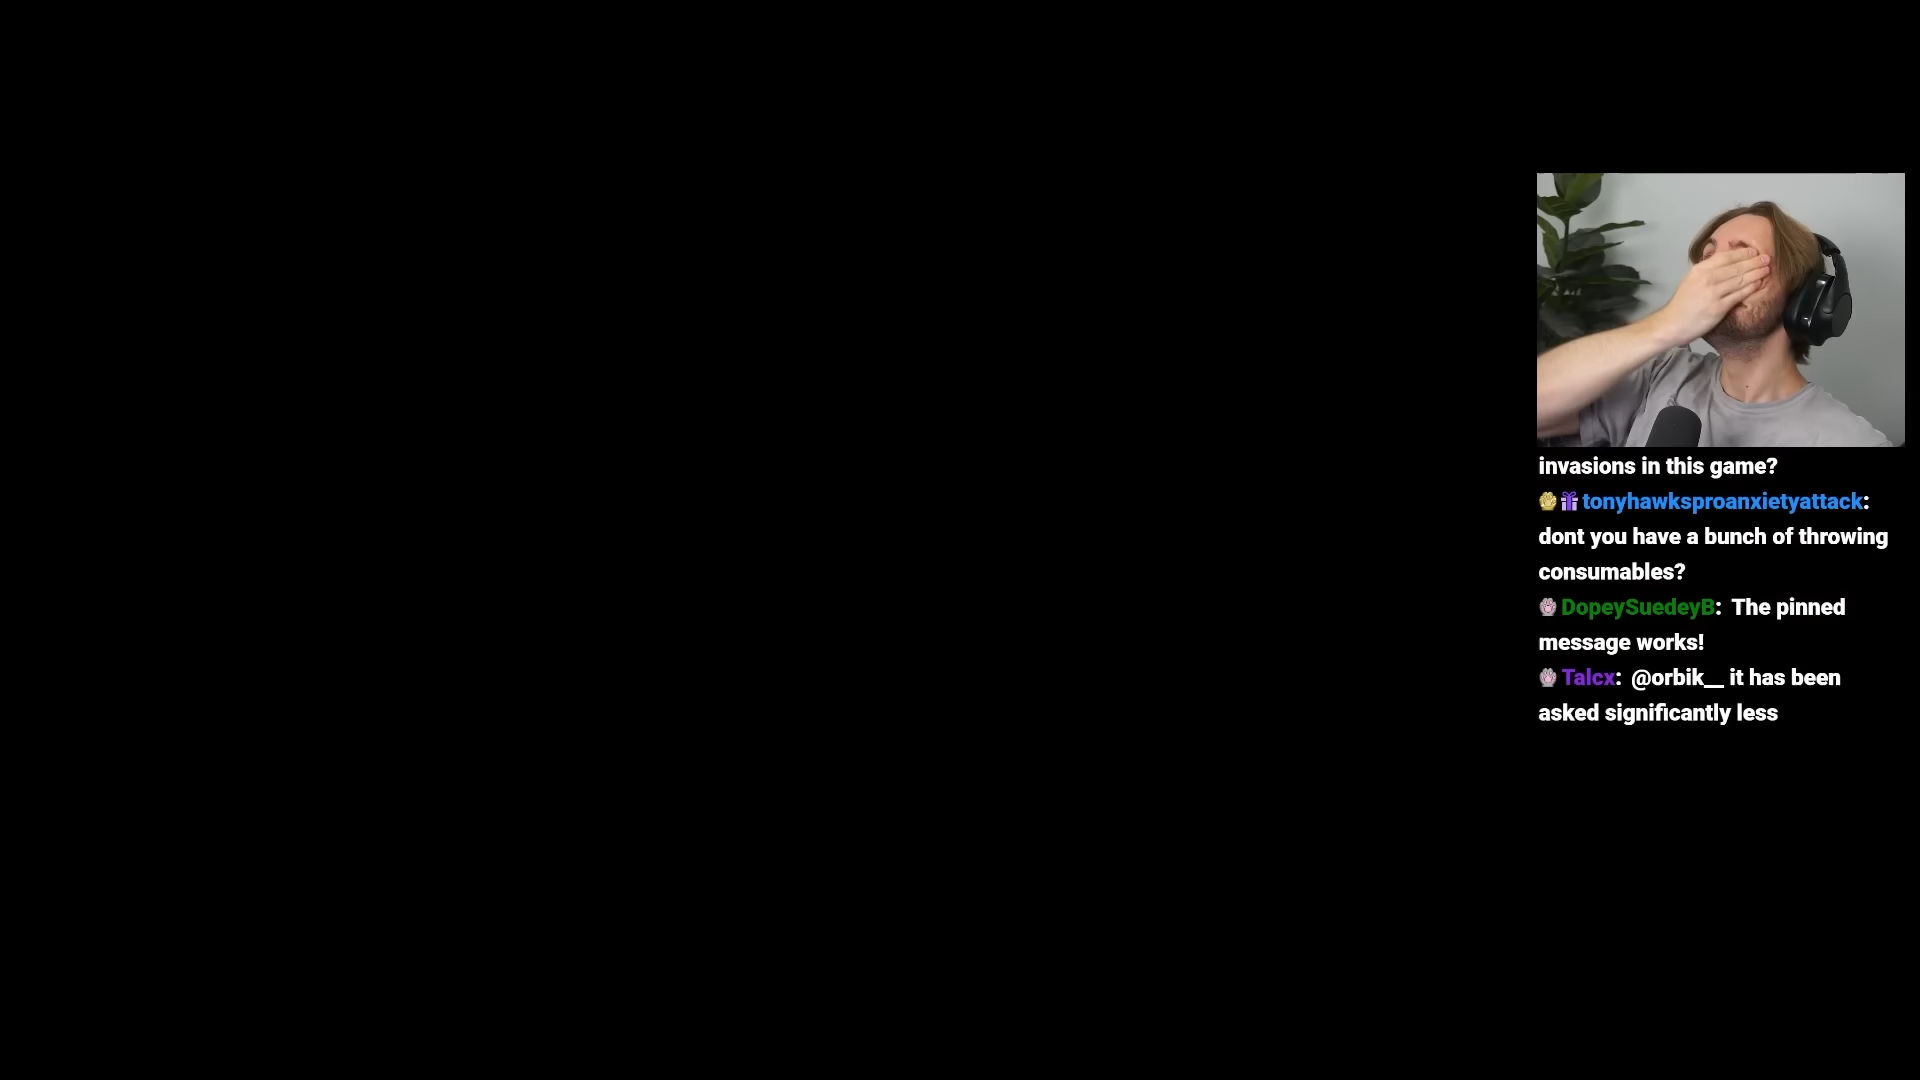 invasions in this game?
tonyhawksproanxietyattack:
dont you have a bunch of throwing
consumables?
DopeySuedeyB: The pinned
message works!
Talcx: @orbik__ it has been
asked significantly less